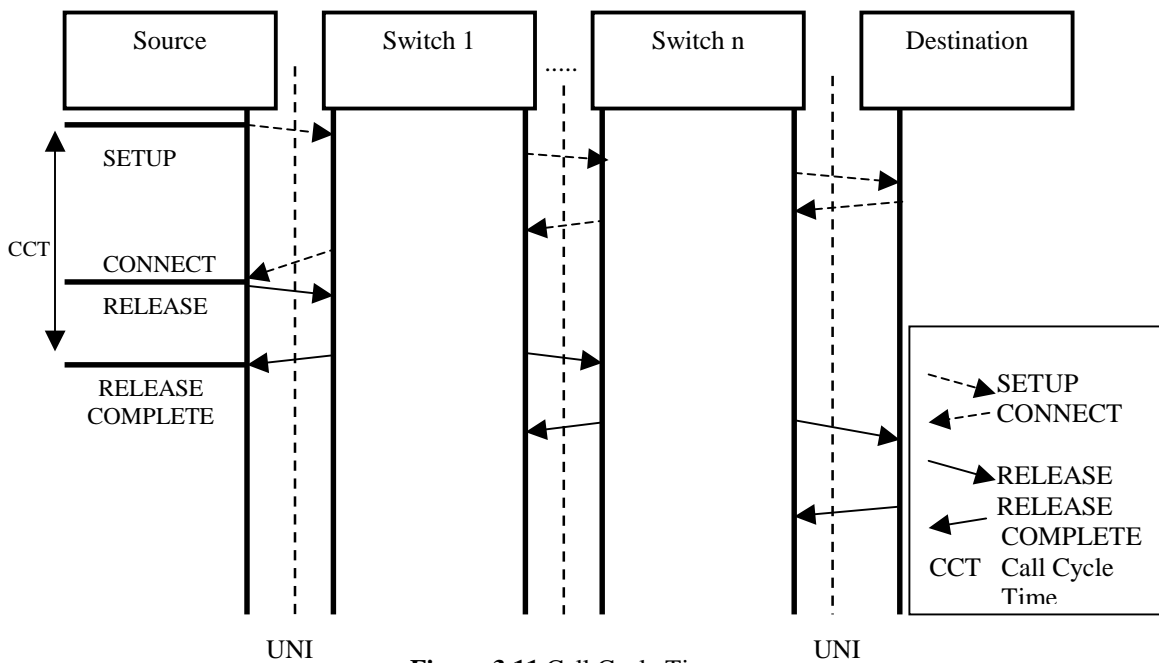 Source
Switch 1
.....
Switch n
Destination
SETUP
CCT
CONNECT
RELEASE
RELEASE
COMPLETE
SETUP
CONNECT
RELEASE
RELEASE
COMPLETE
CCT Call Cycle
Time
UNI
UNI
Figure 3.11 Call Cycle Ti